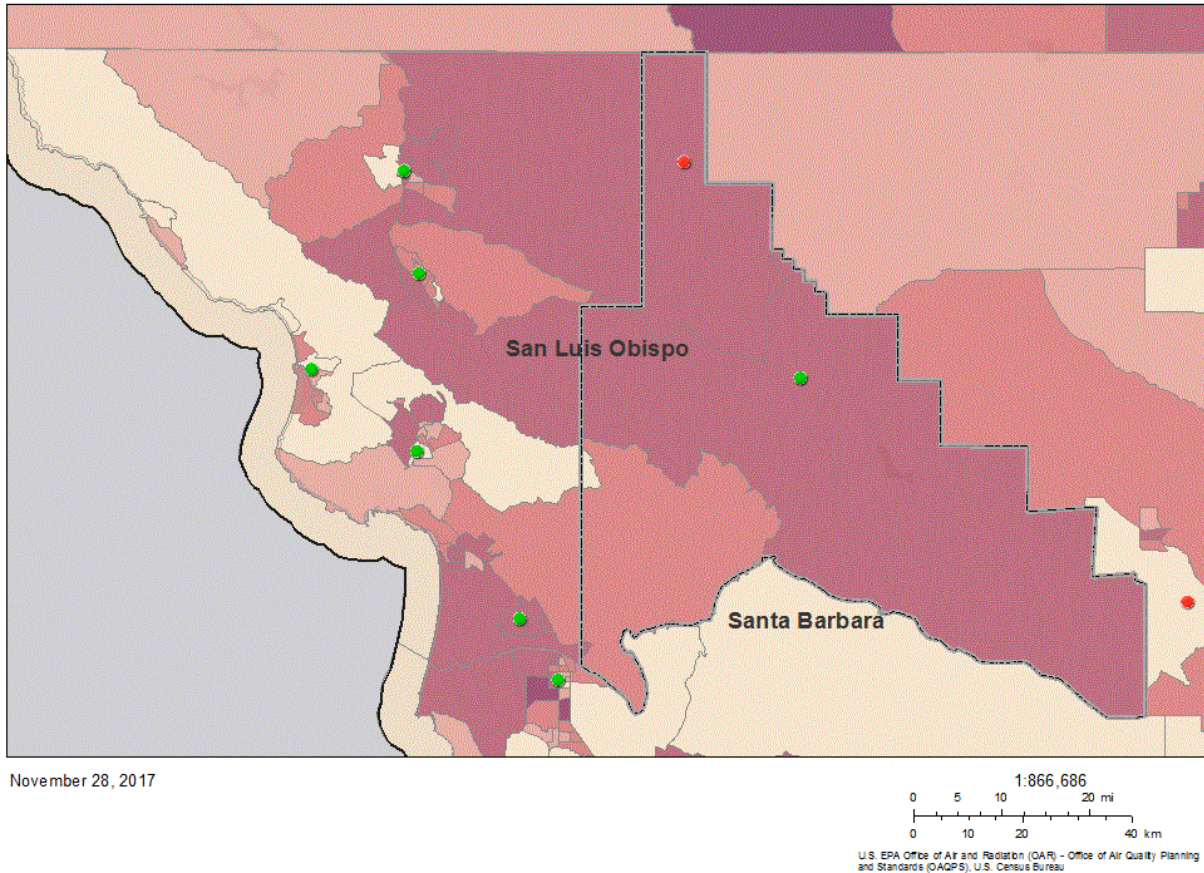 San Luis Obispo
Santa Barbara
November 28, 2017
1:866,686
0 5 10 20 mi
0 10 20 40 km
U.S. EPA Office of Air and Radiation (OAR) - Office of Air Quality Planning
and Standards (OAQPS), U.S. Census Bureau